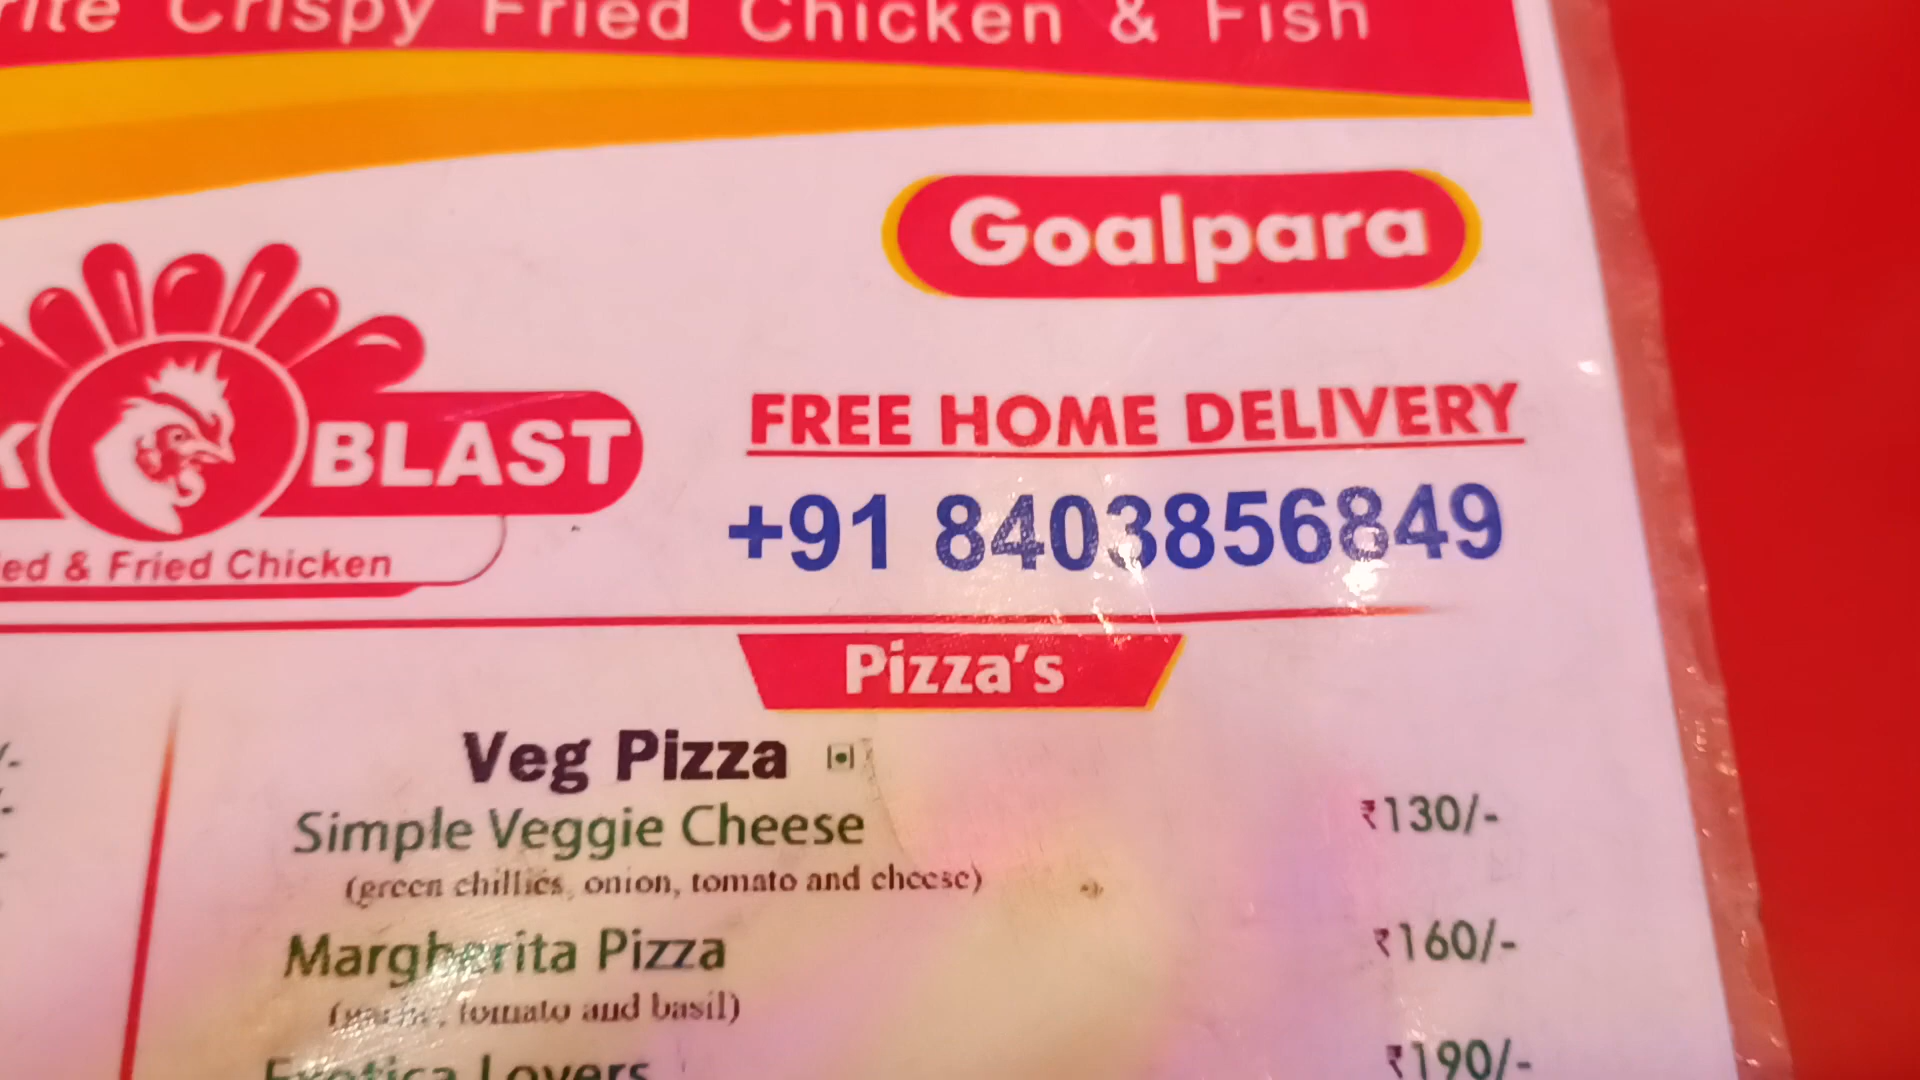 Crispy Fried Chicken & Fish
Goalpara
BLAST
& Fried Chicken
FREE HOME DELIVERY
+91 8403856849
Pizza's
Veg Pizza
Simple Veggie Cheese ₹130/-
(green chillies, onion, tomato and cheese)
Margherita Pizza ₹160/-
tomato and basil)
Lovers ₹190/-